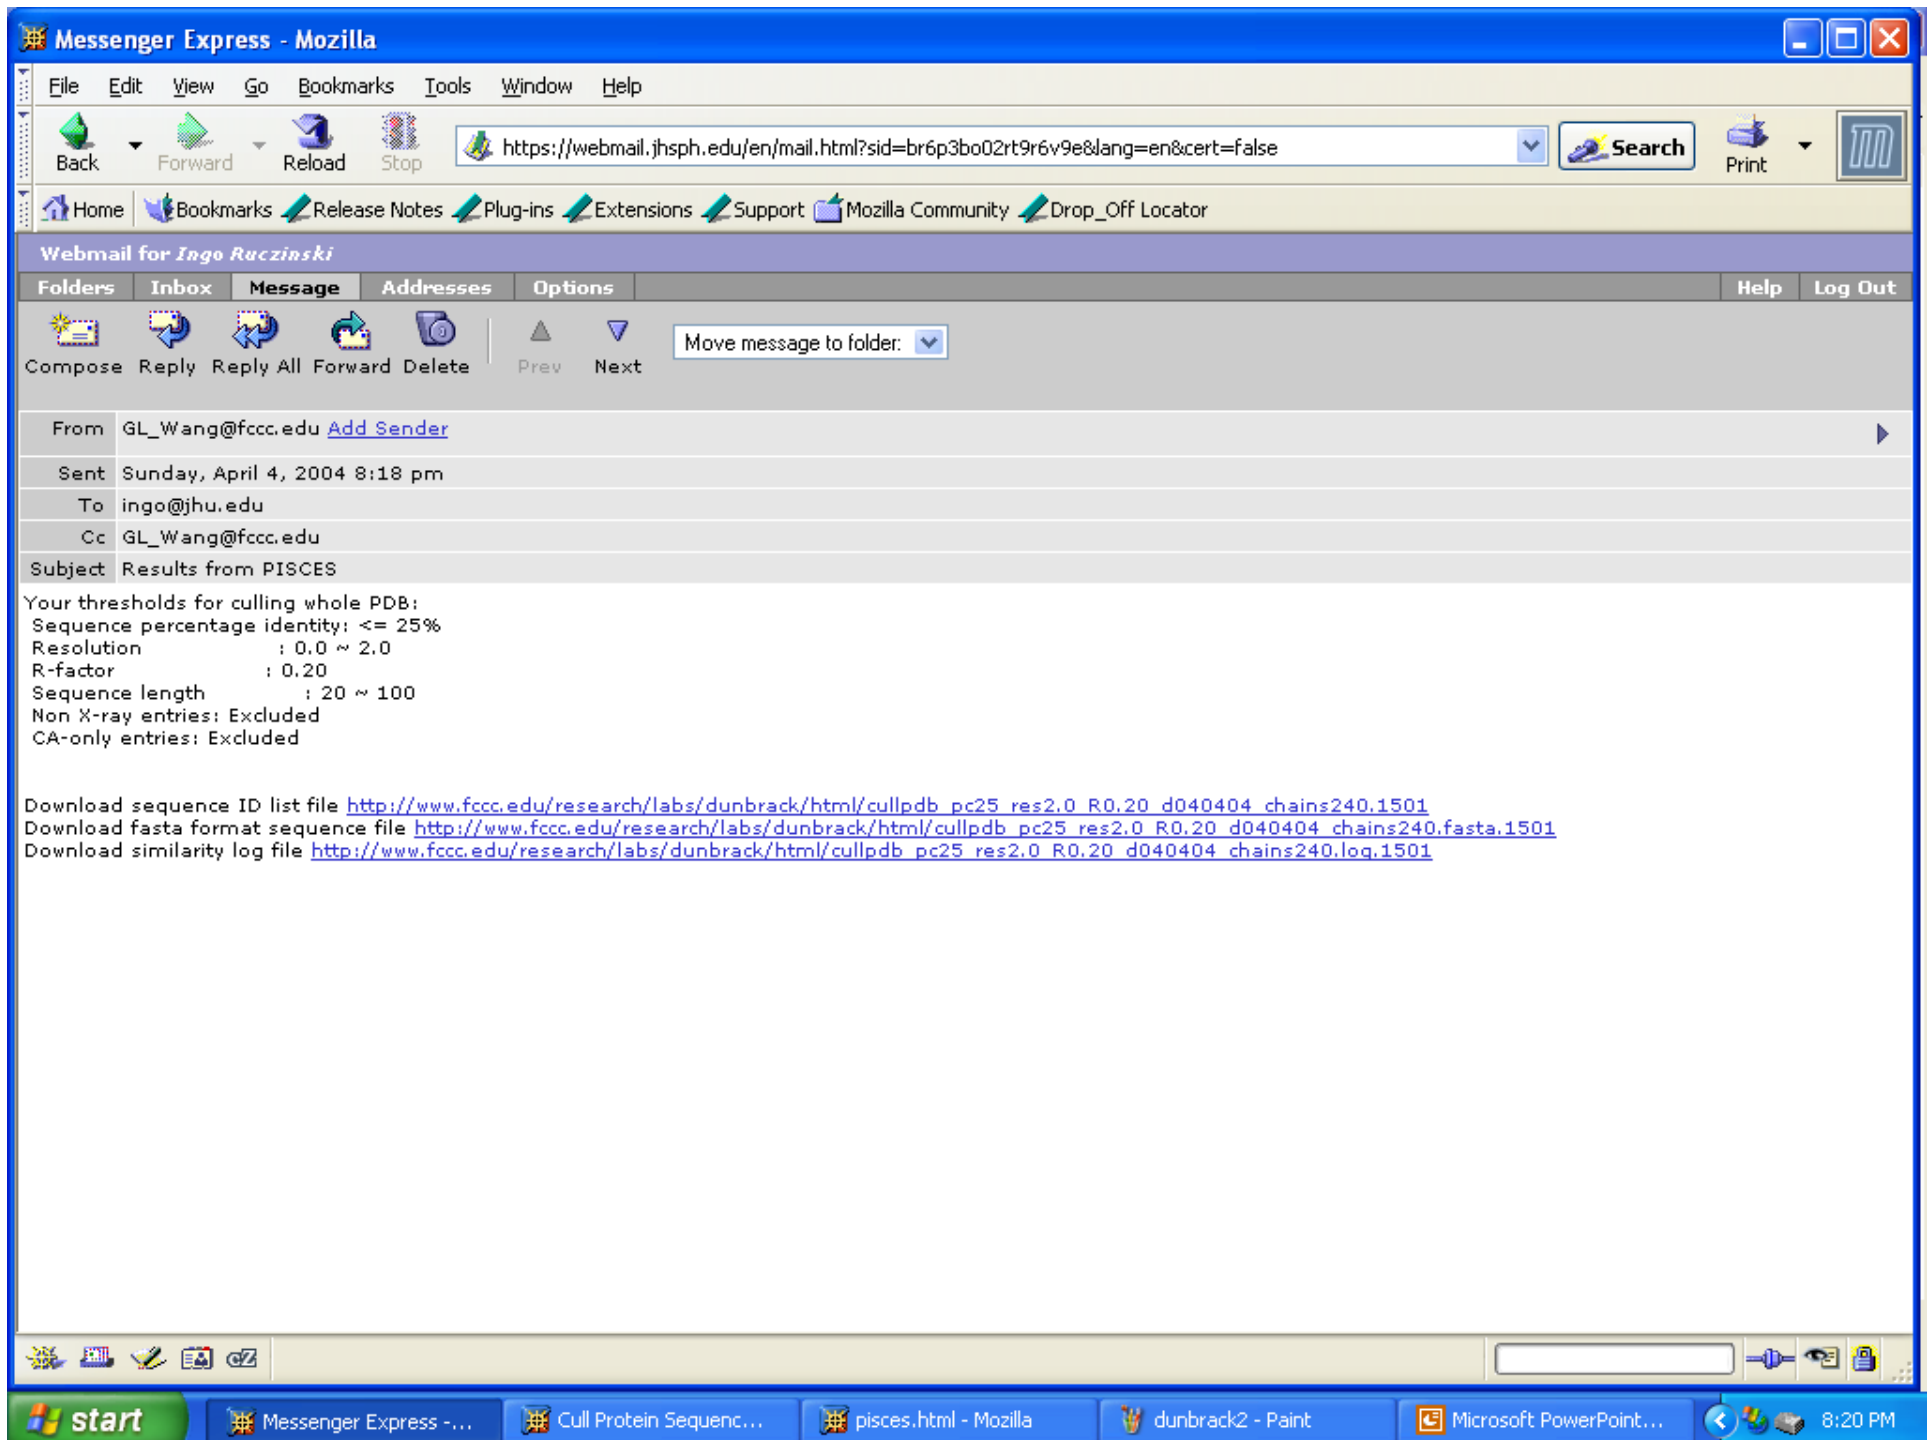 Messenger Express - Mozilla
File Edit View Go Bookmarks Tools Window Help
Back Forward Reload Stop https://webmail.jhsph.edu/en/mail.html?sid=br6p3bo02rt9r6v9e&lang=en&cert=false Search Print
Home Bookmarks Release Notes Plug-ins Extensions Support Mozilla Community Drop_Off Locator
Webmail for Ingo Ruczinski
Folders Inbox Message Addresses Options Help Log Out
Compose Reply Reply All Forward Delete Prev Next Move message to folder:
From GL_Wang@fccc.edu Add Sender
Sent Sunday, April 4, 2004 8:18 pm
To ingo@jhu.edu
Cc GL_Wang@fccc.edu
Subject Results from PISCES
Your thresholds for culling whole PDB:
Sequence percentage identity: <= 25%
Resolution : 0.0 ~ 2.0
R-factor : 0.20
Sequence length : 20 ~ 100
Non X-ray entries: Excluded
CA-only entries: Excluded
Download sequence ID list file http://www.fccc.edu/research/labs/dunbrack/html/cullpdb_pc25_res2.0_R0.20_d040404_chains240.1501
Download fasta format sequence file http://www.fccc.edu/research/labs/dunbrack/html/cullpdb_pc25_res2.0_R0.20_d040404_chains240.fasta.1501
Download similarity log file http://www.fccc.edu/research/labs/dunbrack/html/cullpdb_pc25_res2.0_R0.20_d040404_chains240.log.1501
cZ
start Messenger Express -... Cull Protein Sequenc... pisces.html - Mozilla dunbrack2 - Paint Microsoft PowerPoint... 8:20 PM